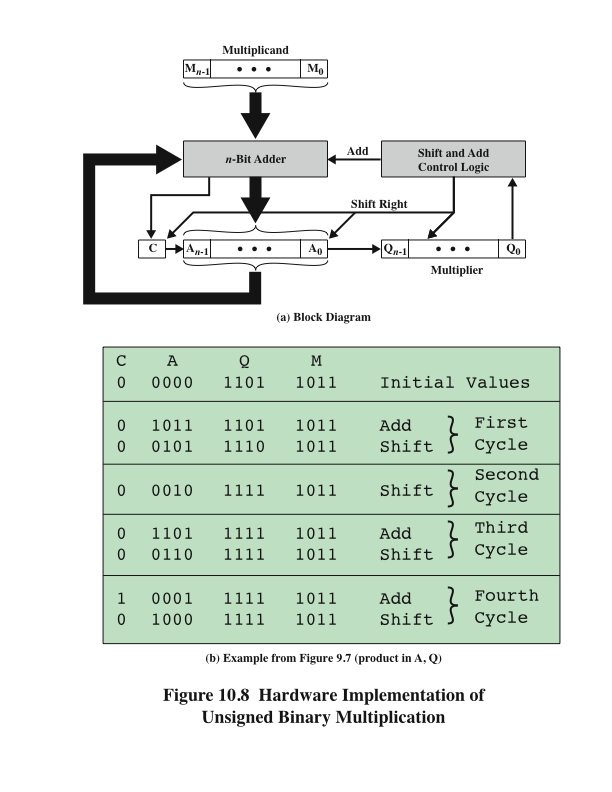 Multiplicand
Mn-1 • • • M0
n-Bit Adder
Add
Shift and Add
Control Logic
Shift Right
C
An-1 • • • A0
Qn-1 • • • Q0
Multiplier
(a) Block Diagram
C A Q M
0 0000 1101 1011 Initial Values
0 1011 1101 1011 Add First
0 0101 1110 1011 Shift Cycle
Second
0 0010 1111 1011 Shift
Cycle
0 1101 1111 1011 Add Third
0 0110 1111 1011 Shift Cycle
1 0001 1111 1011 Add Fourth
0 1000 1111 1011 Shift Cycle
(b) Example from Figure 9.7 (product in A, Q)
Figure 10.8 Hardware Implementation of
Unsigned Binary Multiplication